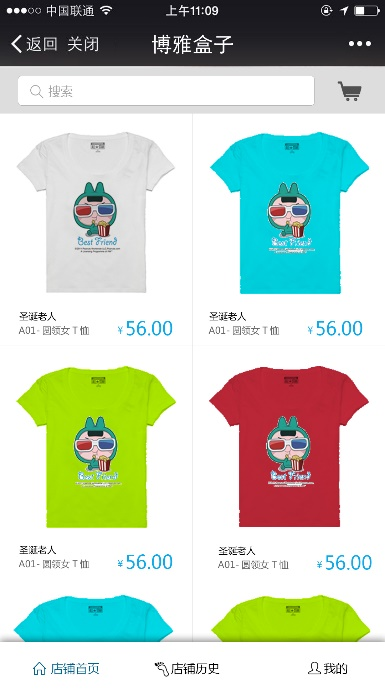 中国联通
上午11:09
返回 关闭
博雅盒子
搜索
Best Friend
Best Friend
圣诞老人
A01- 圆领女T恤
¥56.00
圣诞老人
A01- 圆领女T恤
¥56.00
Best Friend
Best Friend
圣诞老人
A01- 圆领女T恤
¥56.00
圣诞老人
A01- 圆领女T恤
¥56.00
店铺首页
店铺历史
我的